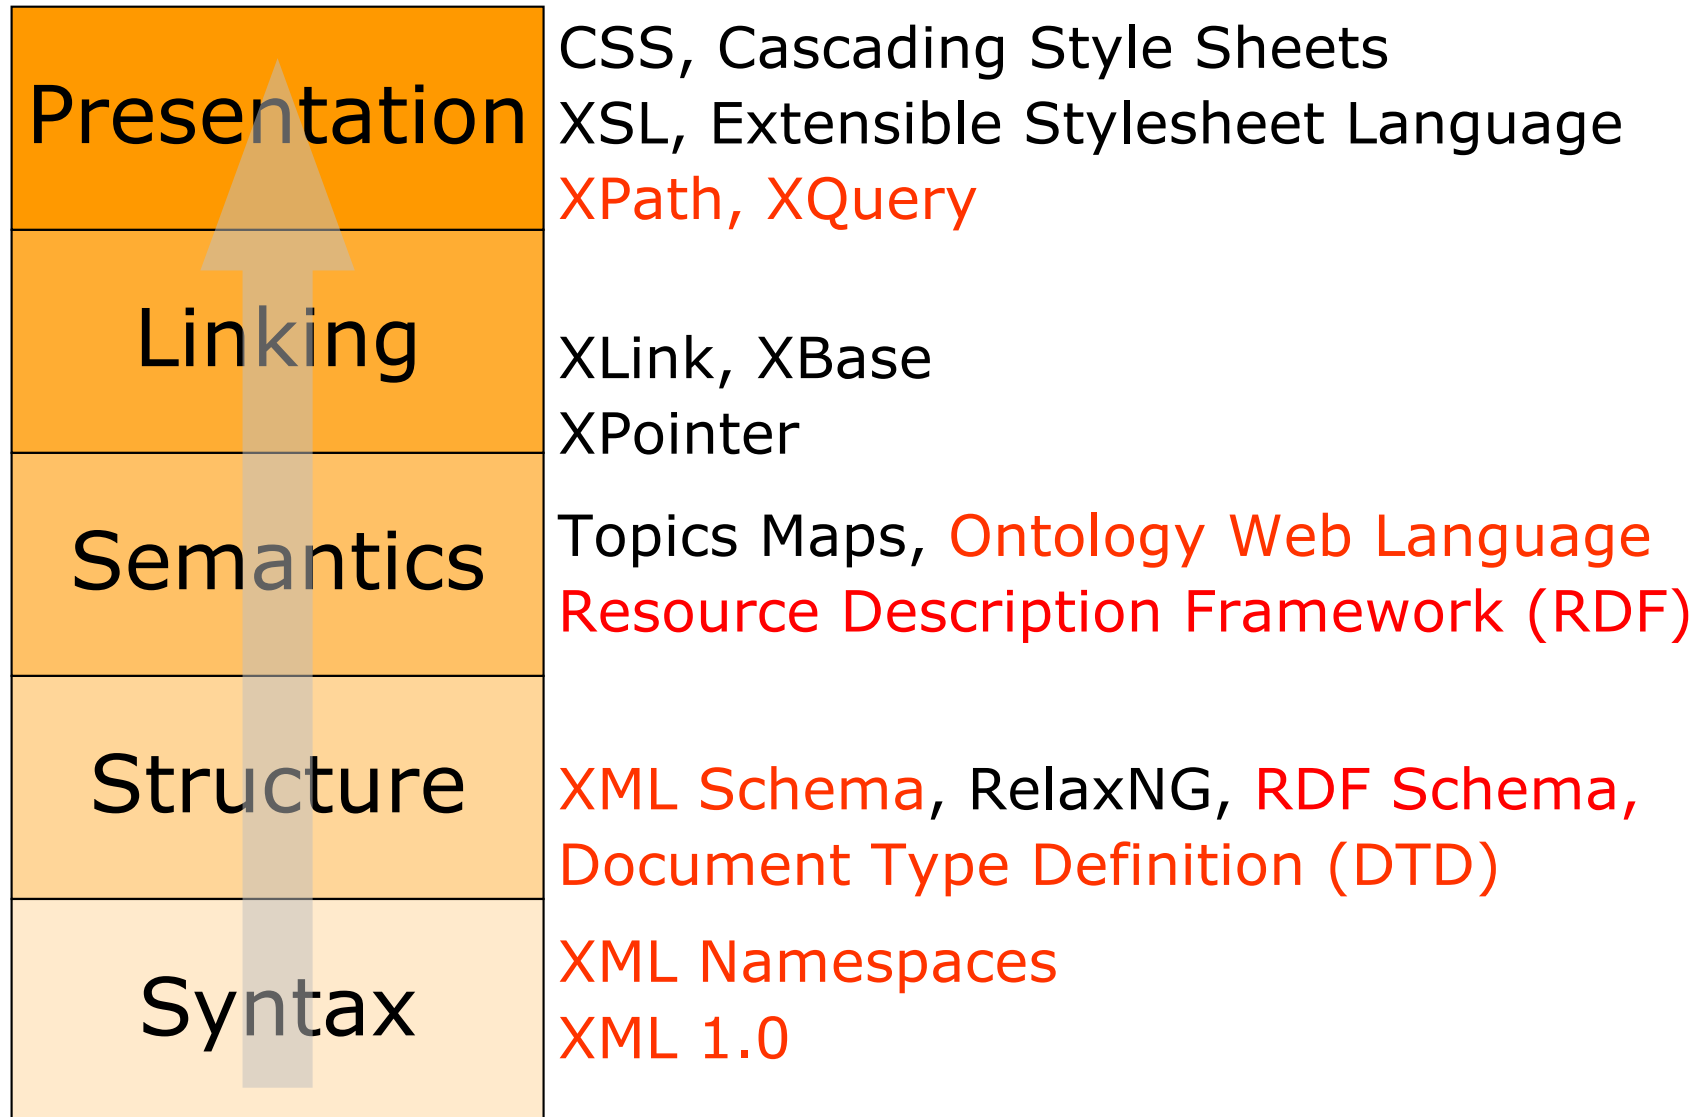 Presentation
CSS, Cascading Style Sheets
XSL, Extensible Stylesheet Language
XPath, XQuery
Linking
XLink, XBase
XPointer
Semantics
Topics Maps, Ontology Web Language
Resource Description Framework (RDF)
Structure
XML Schema, RelaxNG, RDF Schema,
Document Type Definition (DTD)
Syntax
XML Namespaces
XML 1.0